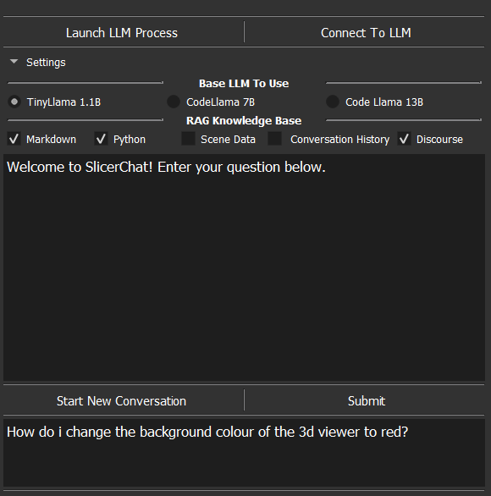 Launch LLM Process Connect To LLM
Settings
Base LLM To Use
TinyLlama 1.1B CodeLlama 7B Code Llama 13B
RAG Knowledge Base
Markdown Python Scene Data Conversation History Discourse
Welcome to SlicerChat! Enter your question below.
Start New Conversation Submit
How do i change the background colour of the 3d viewer to red?